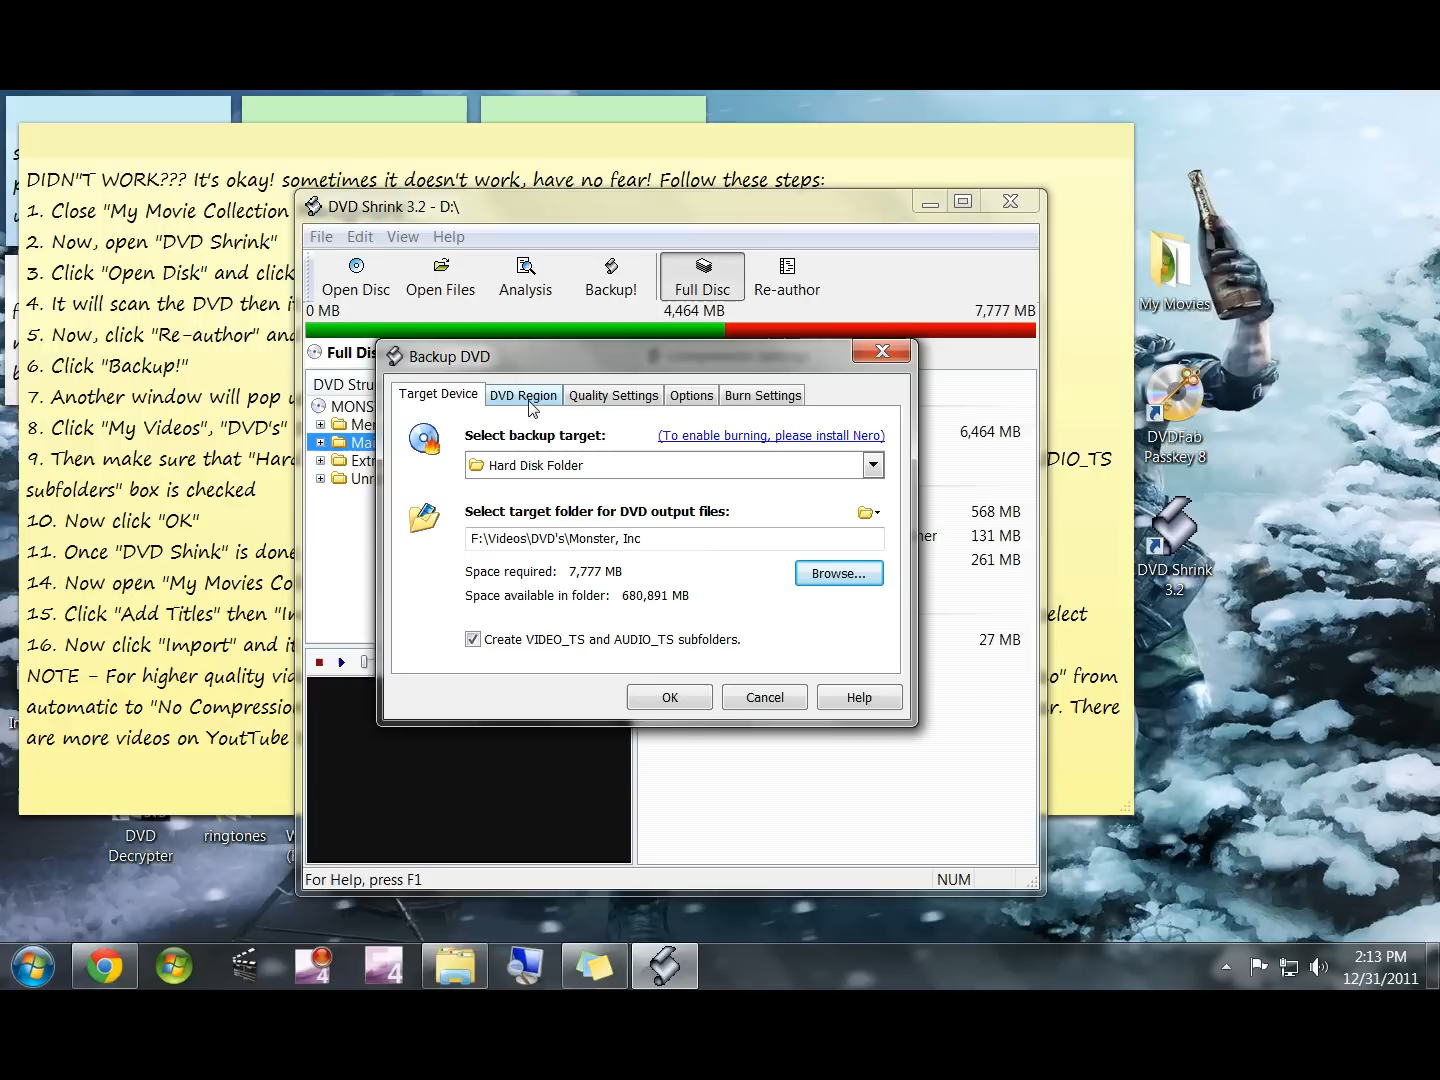 DIDN"T WORK??? It's okay! sometimes it doesn't work, have no fear! Follow these steps:
1. Close "My Movie Collection
2. Now, open "DVD Shrink"
3. Click "Open Disk" and click
4. It will scan the DVD then it
5. Now, click "Re-author" and
6. Click "Backup!"
7. Another window will pop
8. Click "My Videos", "DVD's"
9. Then make sure that "Hard
DIO_TS
subfolders" box is checked
10. Now click "OK"
11. Once "DVD Shink" is done
14. Now open "My Movies Co
15. Click "Add Titles" then "I
elect
16. Now click "Import" and it
NOTE - For higher quality vid
o" from
automatic to "No Compression
r. There
are more videos on YoutTube
DVD Shrink 3.2 - D:\
File Edit View Help
Open Disc Open Files Analysis Backup! Full Disc Re-author
0 MB 4,464 MB 7,777 MB
Full Dis
DVD Stru
MONS
Me
Ma
Extr
Unr
6,464 MB
568 MB
her 131 MB
261 MB
27 MB
For Help, press F1 NUM
Backup DVD
Target Device DVD Region Quality Settings Options Burn Settings
Select backup target: (To enable burning, please install Nero)
Hard Disk Folder
Select target folder for DVD output files:
F:\Videos\DVD's\Monster, Inc
Space required: 7,777 MB
Browse...
Space available in folder: 680,891 MB
Create VIDEO_TS and AUDIO_TS subfolders.
OK Cancel Help
My Movies
DVDFab
Passkey 8
DVD Shrink
3.2
DVD
Decrypter
ringtones
2:13 PM
12/31/2011